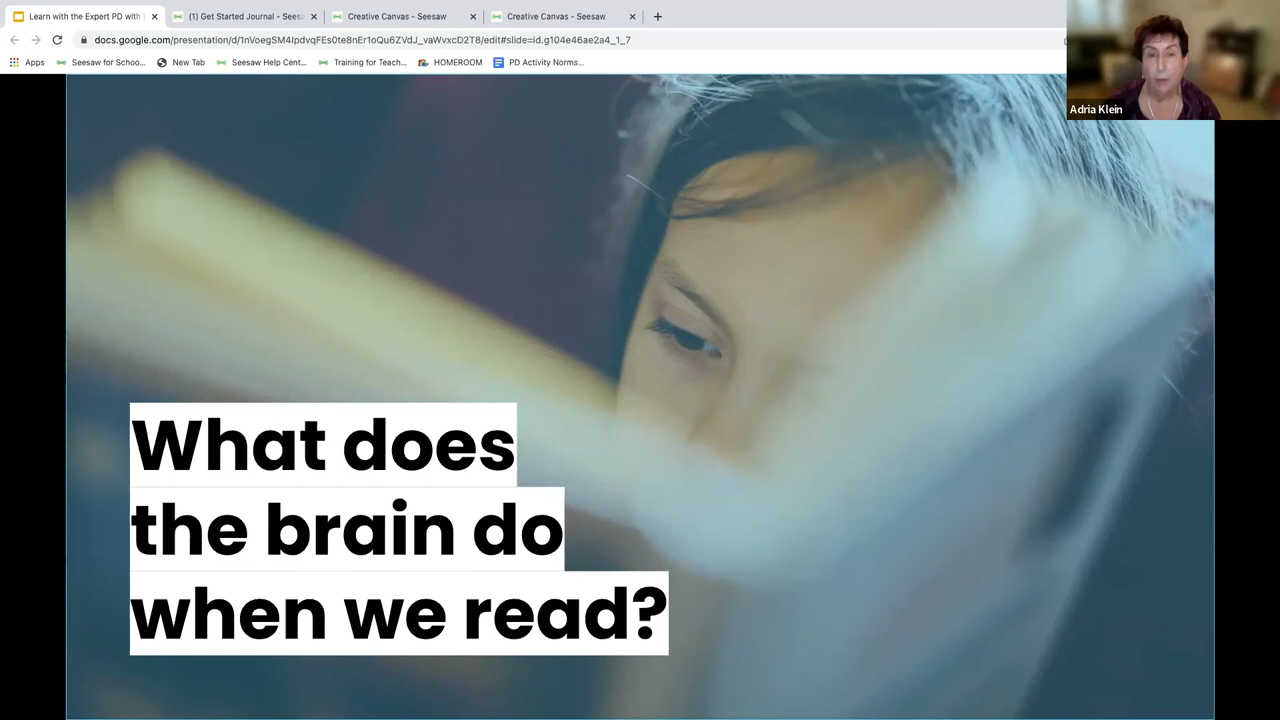 Learn with the Expert PD with
(1) Get Started Journal - Sees
Creative Canvas - Seesaw
Creative Canvas - Seesaw
docs.google.com/presentation/d/1nVoegSM4IpdvqFEs0te8nEr1oQu6ZVdJ_vaWvxcD2T8/edit#slide=id.g104e46ae2a4_1_7
Apps
Seesaw for Schoo...
New Tab
Seesaw Help Cent...
Training for Teach...
HOMEROOM
PD Activity Norms...
Adria Klein
What does
the brain do
when we read?